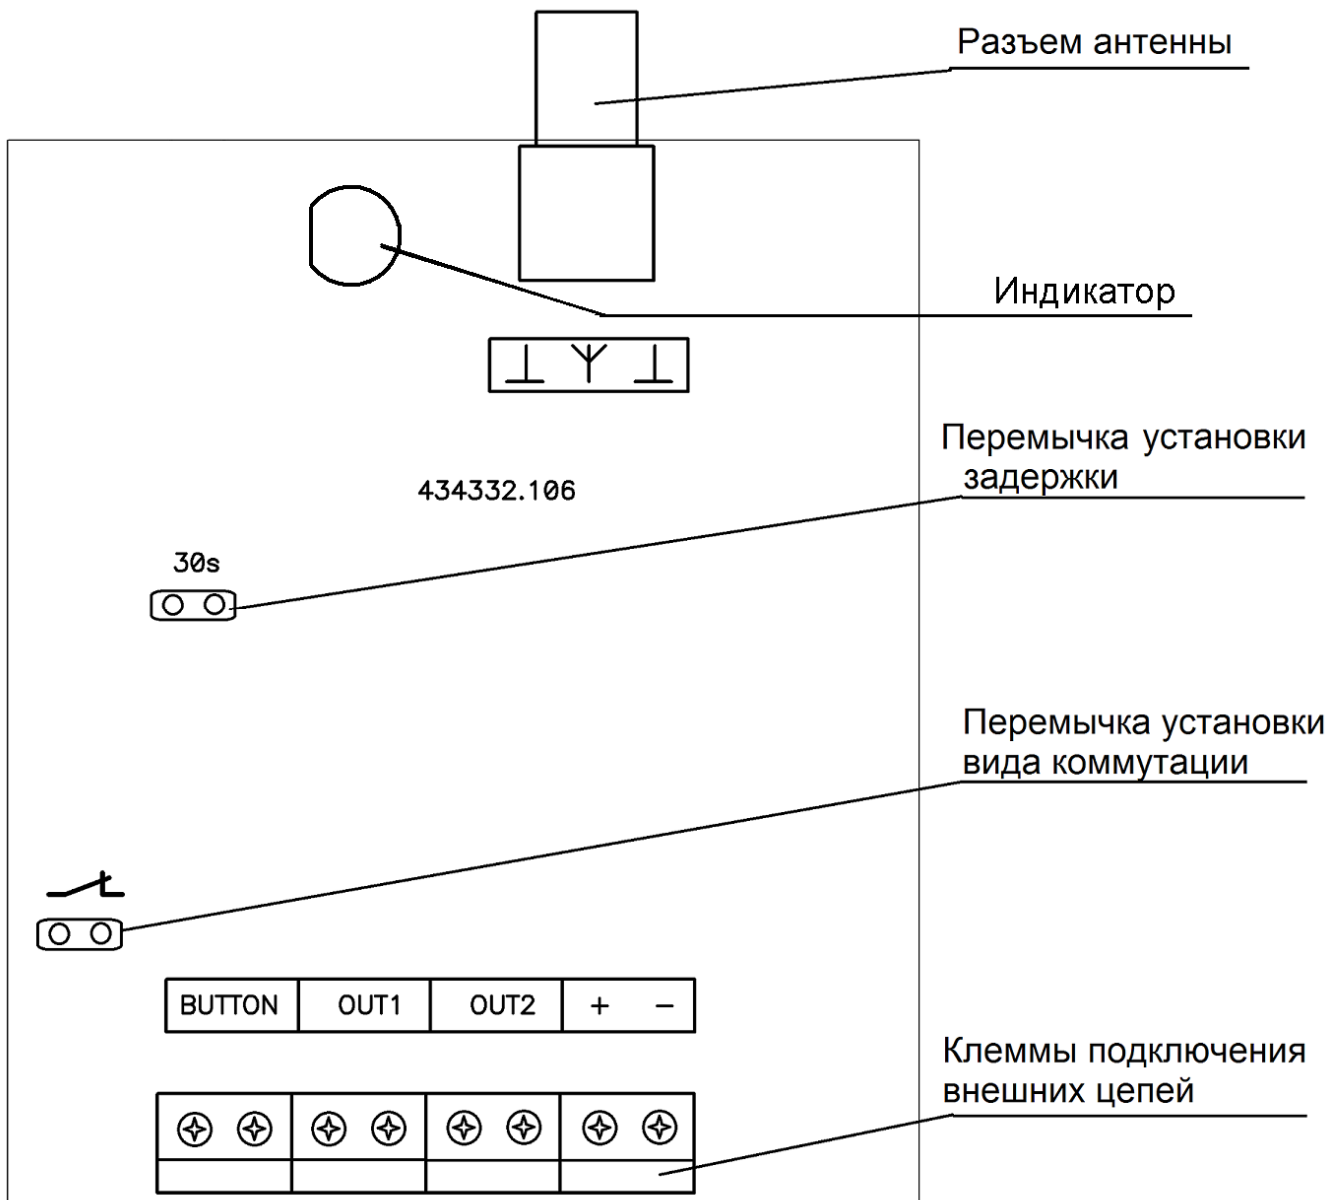 Разъем антенны
Индикатор
Перемычка установки
задержки
434332.106
30s
Перемычка установки
вида коммутации
BUTTON OUT1 OUT2 + −
Клеммы подключения
внешних цепей